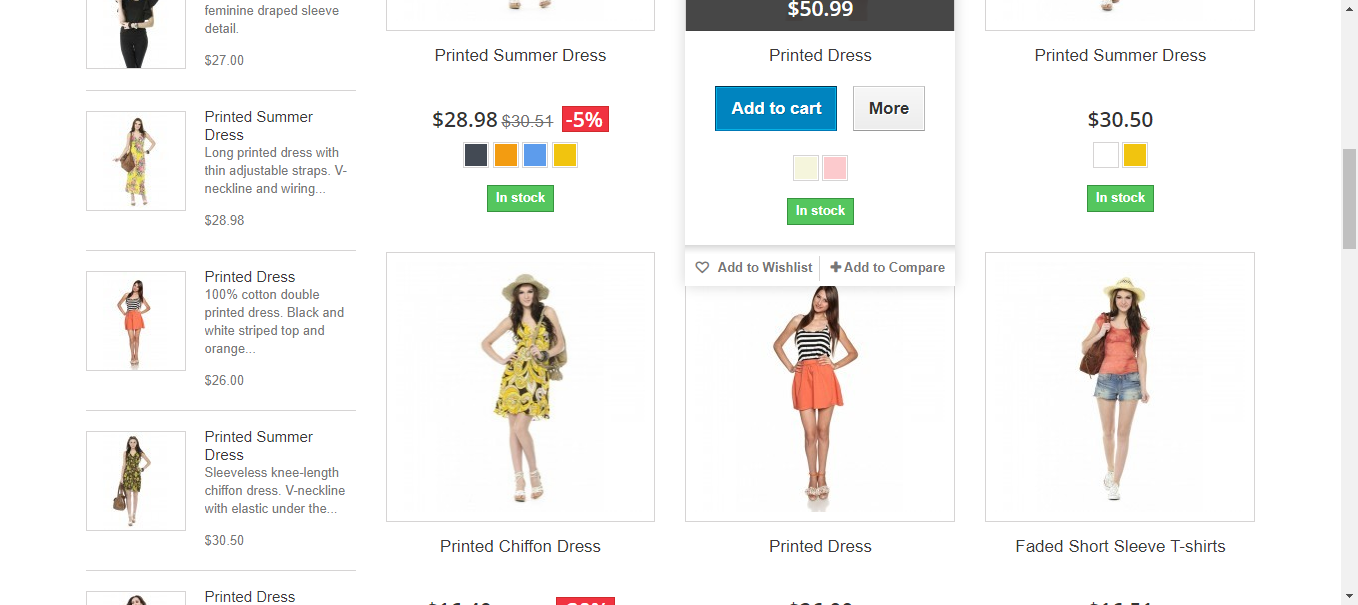 feminine draped sleeve
detail.
$27.00
Printed Summer
Dress
Long printed dress with
thin adjustable straps. V-
neckline and wiring...
$28.98
Printed Dress
100% cotton double
printed dress. Black and
white striped top and
orange...
$26.00
Printed Summer
Dress
Sleeveless knee-length
chiffon dress. V-neckline
with elastic under the...
$30.50
Printed Dress
Printed Summer Dress
$28.98 $30.51 -5%
In stock
$50.99
Printed Dress
Add to cart More
In stock
Add to Wishlist Add to Compare
Printed Summer Dress
$30.50
In stock
Printed Chiffon Dress
Printed Dress
Faded Short Sleeve T-shirts